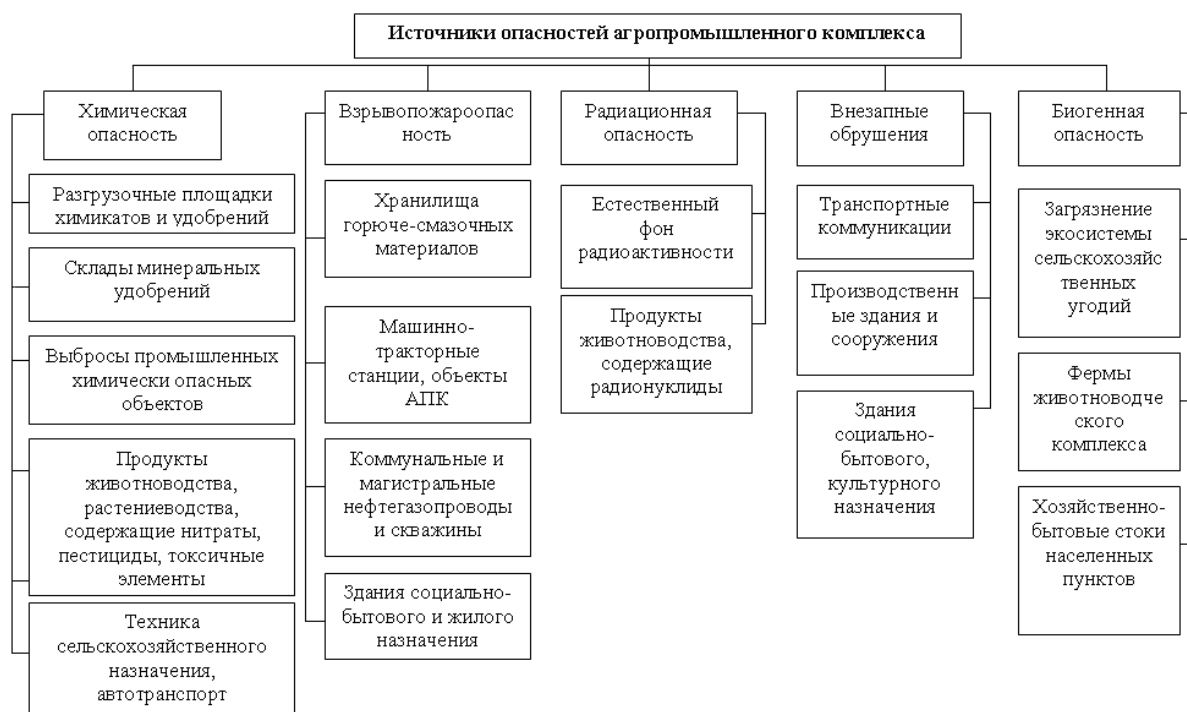 Источники опасностей агропромышленного комплекса
Химическая
опасность
Разгрузочные площадки
химикатов и удобрений
Склады минеральных
удобрений
Выбросы промышленных
химически опасных
объектов
Продукты
животноводства,
растениеводства,
содержащие нитраты,
пестициды, токсичные
элементы
Техника
сельскохозяйственного
назначения,
автотранспорт
Взрывопожароопас
ность
Хранилища
горюче-смазочных
материалов
Машинно-
тракторные
станции, объекты
АПК
Коммунальные и
магистральные
нефтегазопроводы
и скважины
Здания социально-
бытового и жилого
назначения
Радиационная
опасность
Естественный
фон
радиоактивности
Продукты
животноводства,
содержащие
радионуклиды
Внезапные
обрушения
Транспортные
коммуникации
Производственн
ые здания и
сооружения
Здания
социально-
бытового,
культурного
назначения
Биогенная
опасность
Загрязнение
экосистемы
сельскохозяйс
твенных
угодий
Фермы
животноводче
ского
комплекса
Хозяйственно-
бытовые стоки
населенных
пунктов